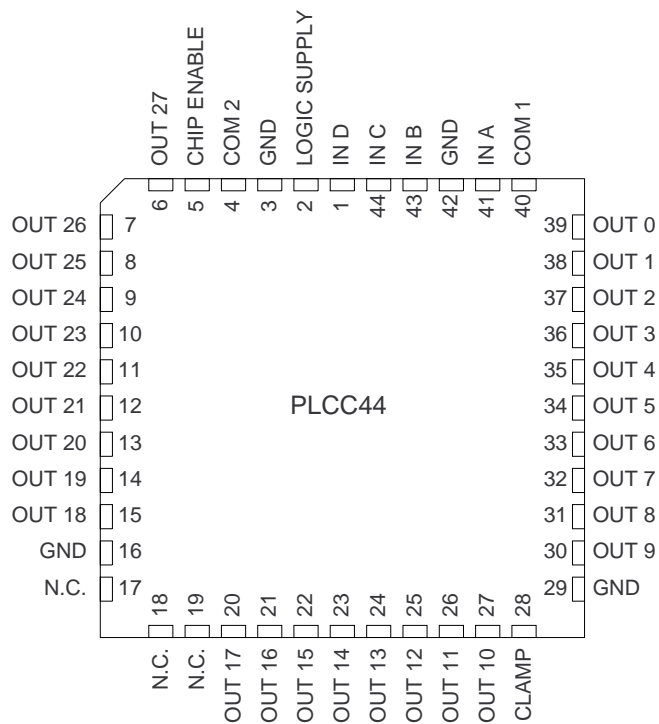 OUT 27
CHIP ENABLE
COM 2
GND
LOGIC SUPPLY
IN D
IN C
IN B
GND
IN A
COM 1
6
5
4
3
2
1
44
43
42
41
40
OUT 26 7
OUT 25 8
OUT 24 9
OUT 23 10
OUT 22 11
OUT 21 12
OUT 20 13
OUT 19 14
OUT 18 15
GND 16
N.C. 17
PLCC44
39 OUT 0
38 OUT 1
37 OUT 2
36 OUT 3
35 OUT 4
34 OUT 5
33 OUT 6
32 OUT 7
31 OUT 8
30 OUT 9
29 GND
18
19
20
21
22
23
24
25
26
27
28
N.C.
N.C.
OUT 17
OUT 16
OUT 15
OUT 14
OUT 13
OUT 12
OUT 11
OUT 10
CLAMP